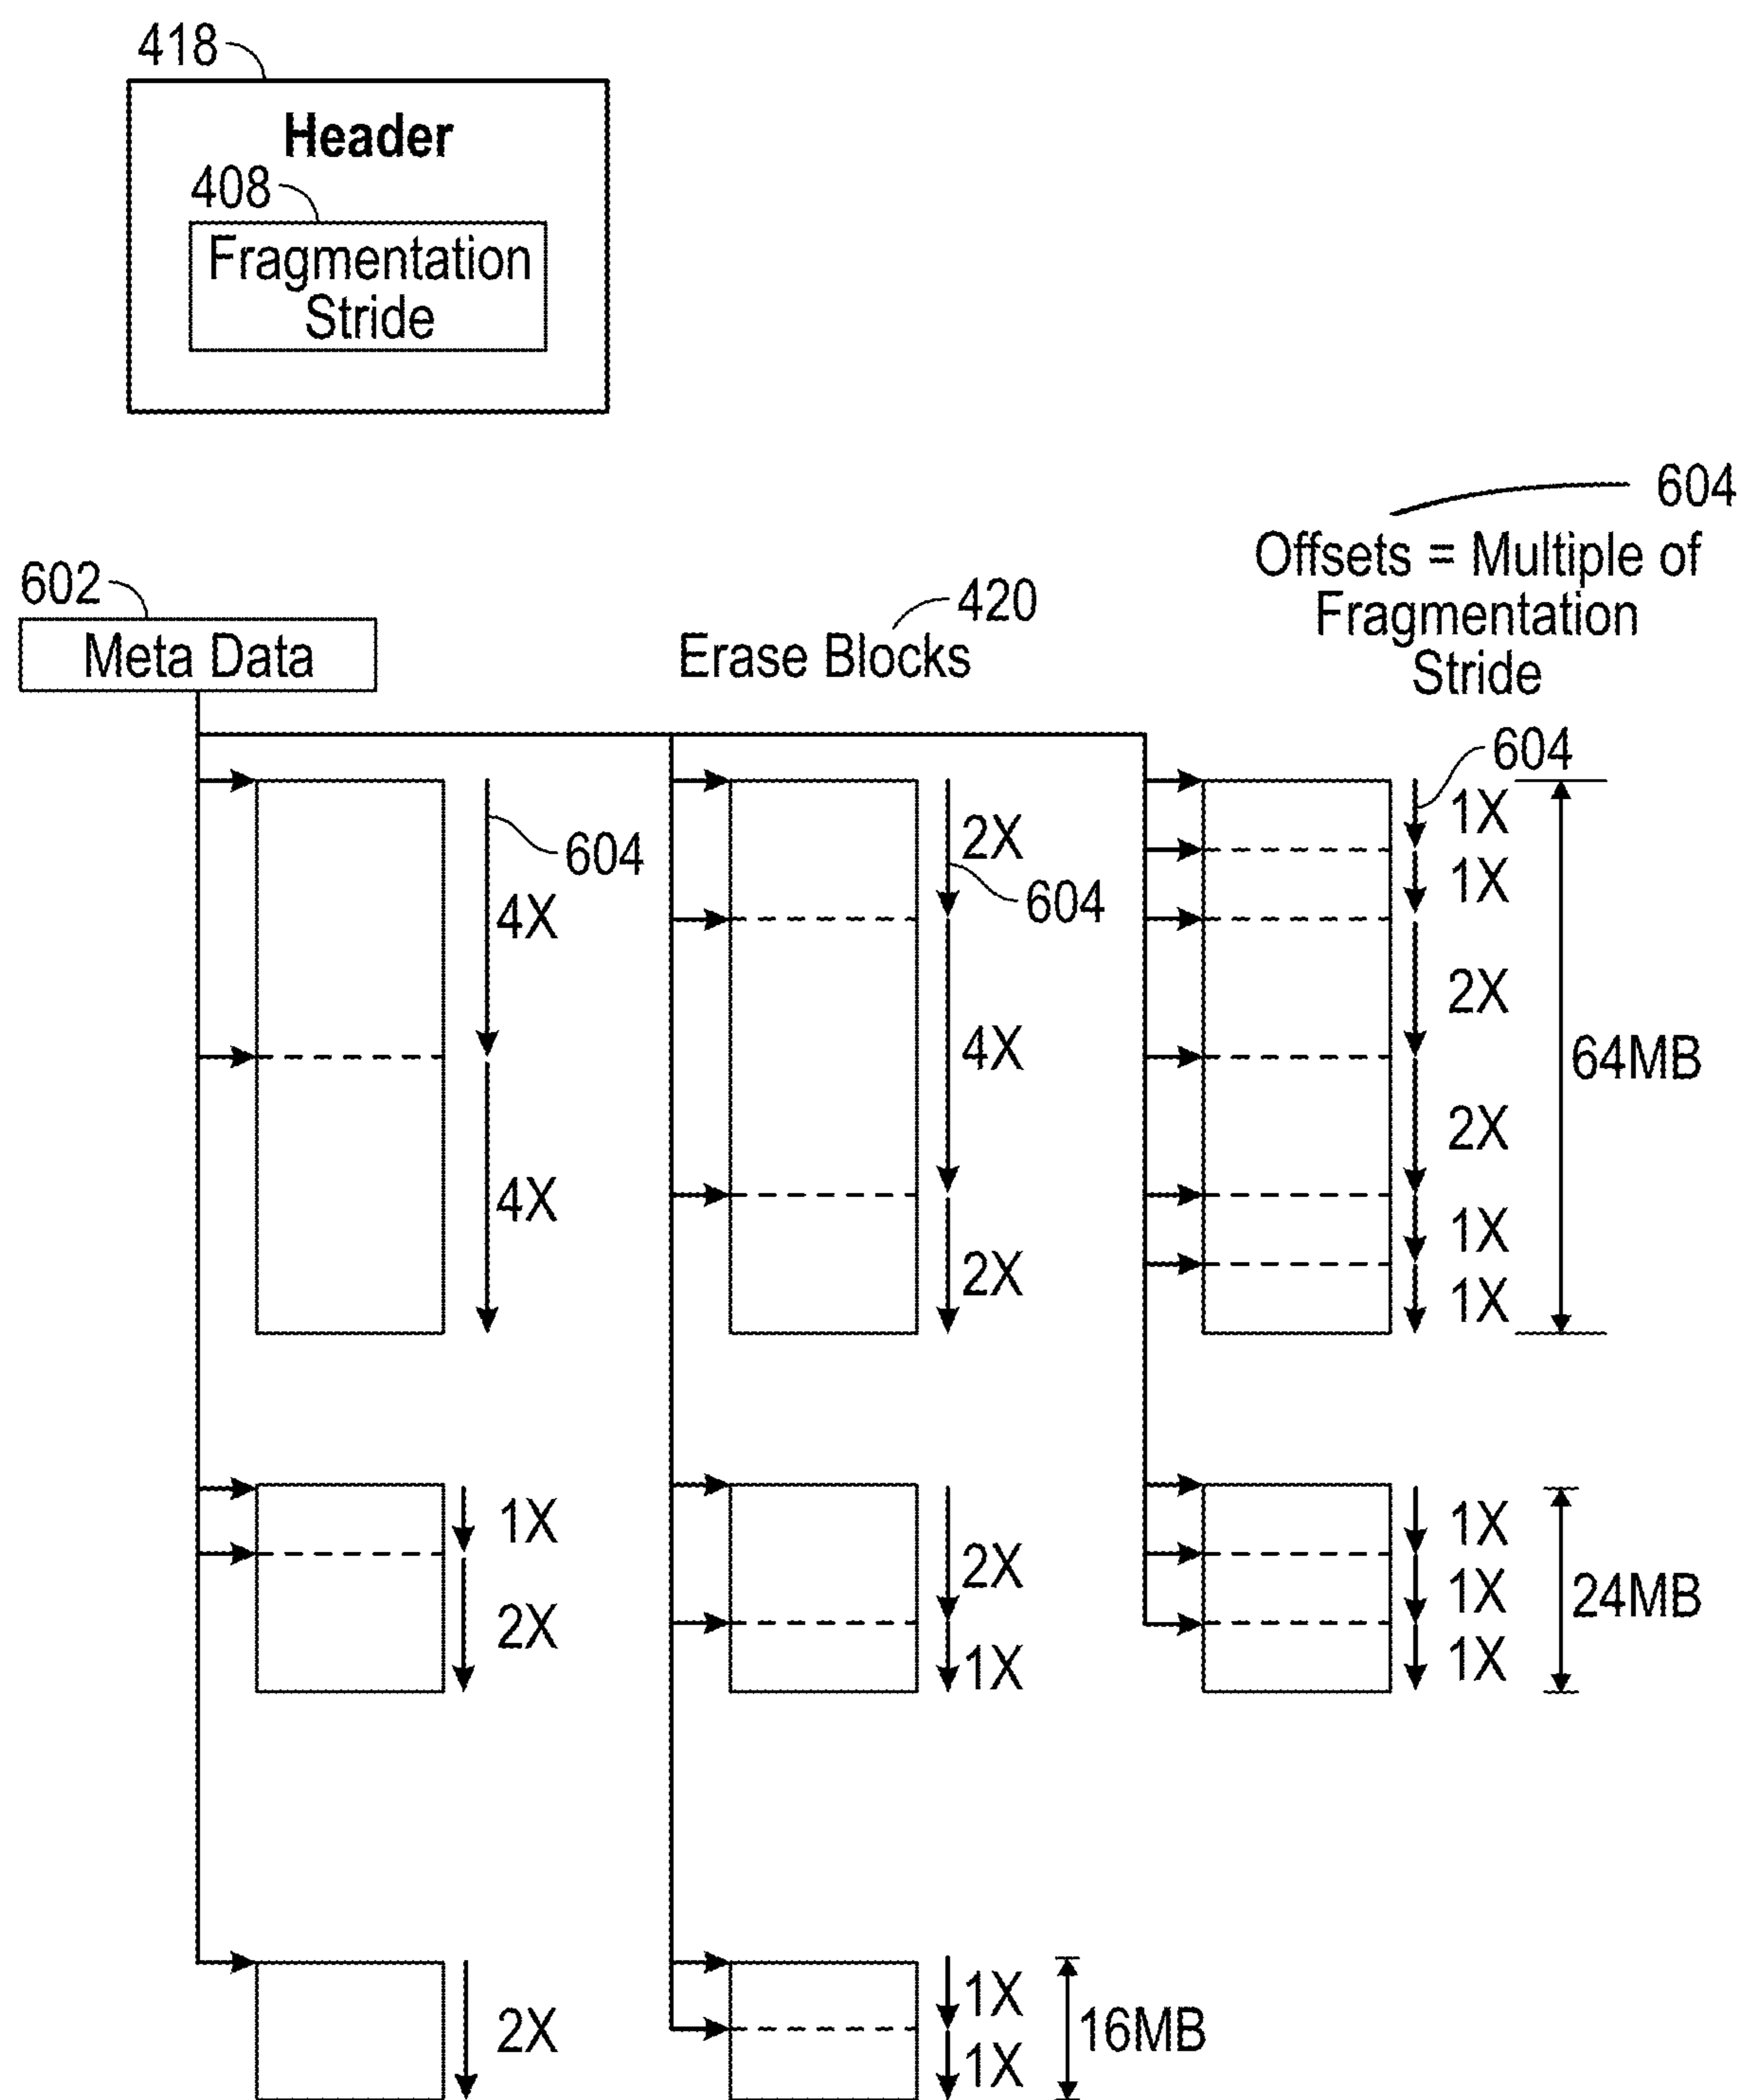 418
Header
408
Fragmentation
Stride
604
Offsets = Multiple of
Fragmentation
Stride
602
Meta Data
420
Erase Blocks
604
4X
4X
2X
604
4X
2X
604
1X
1X
2X
2X
1X
1X
64MB
1X
2X
2X
1X
1X
1X
1X
24MB
2X
1X
1X
16MB